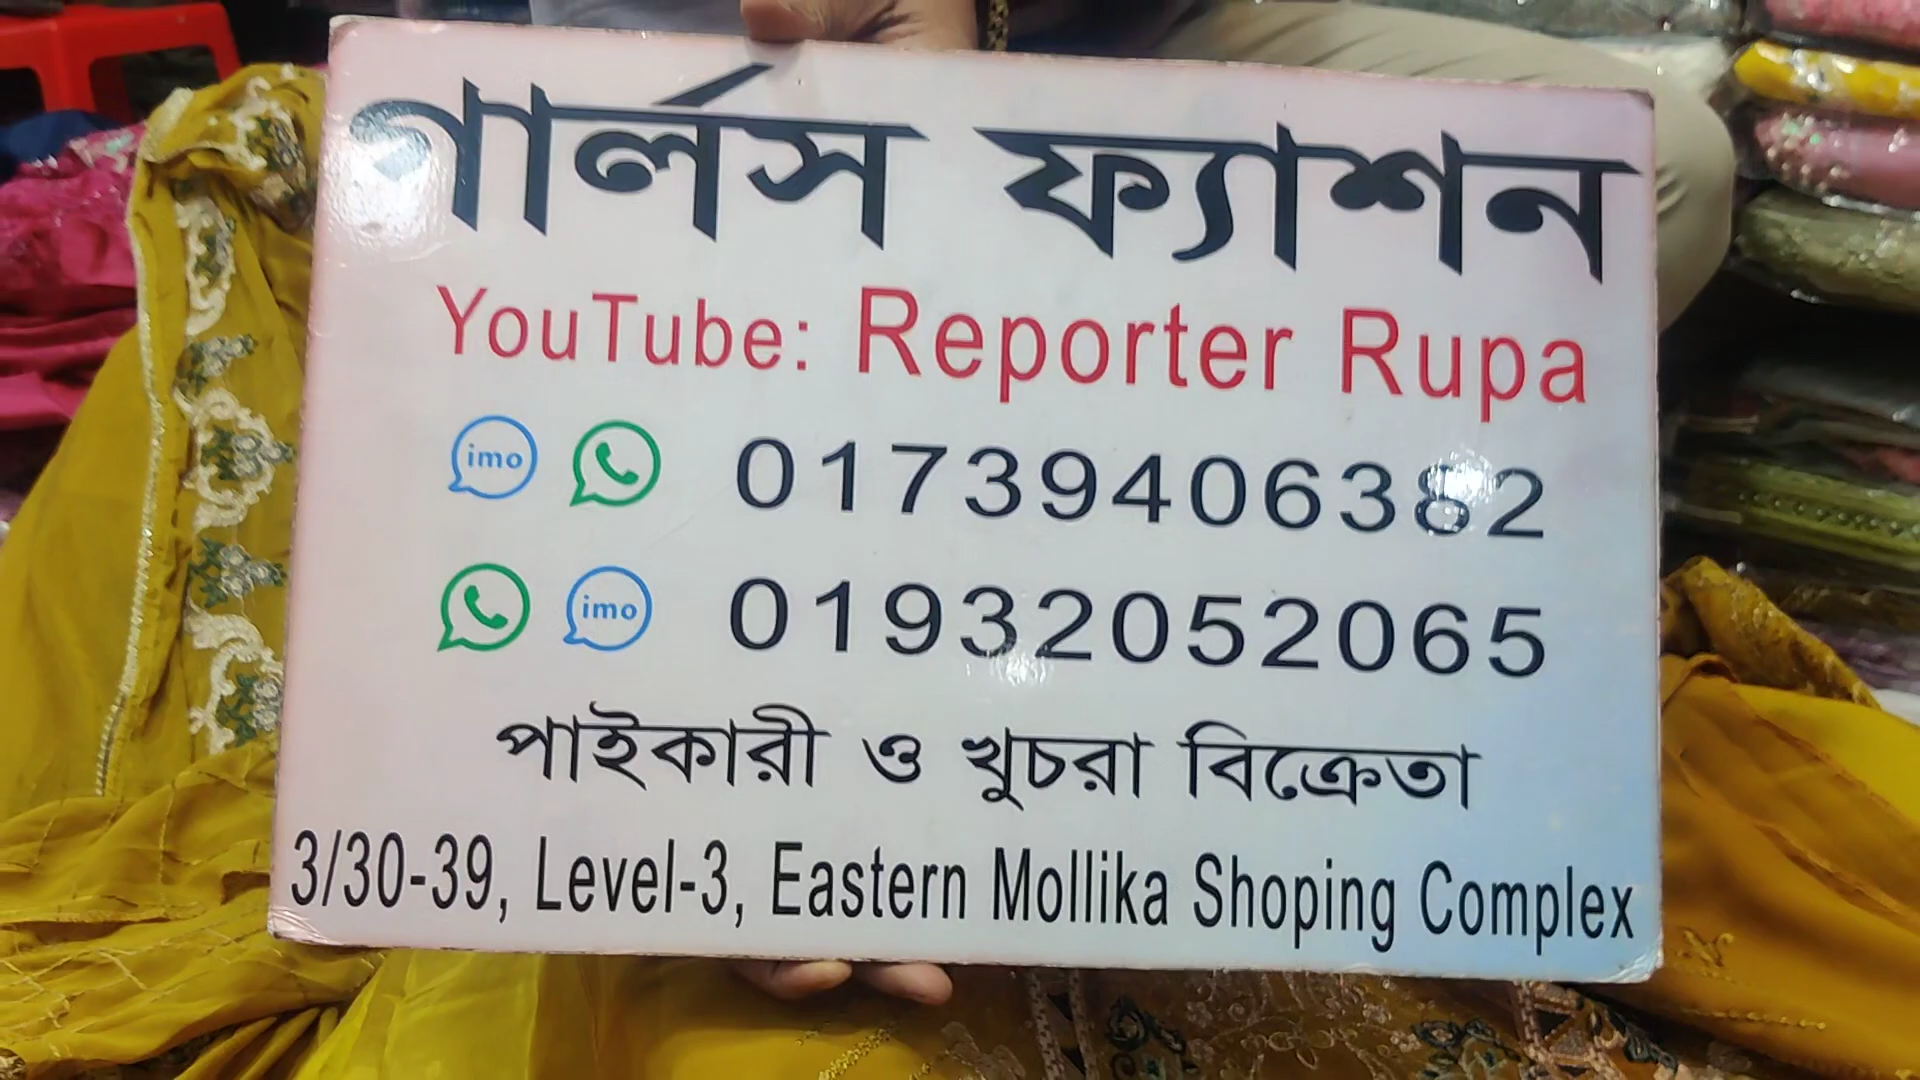 গার্লস ফ্যাশন
YouTube: Reporter Rupa
imo 01739406382
imo 01932052065
পাইকারী ও খুচরা বিক্রেতা
3/30-39, Level-3, Eastern Mollika Shoping Complex